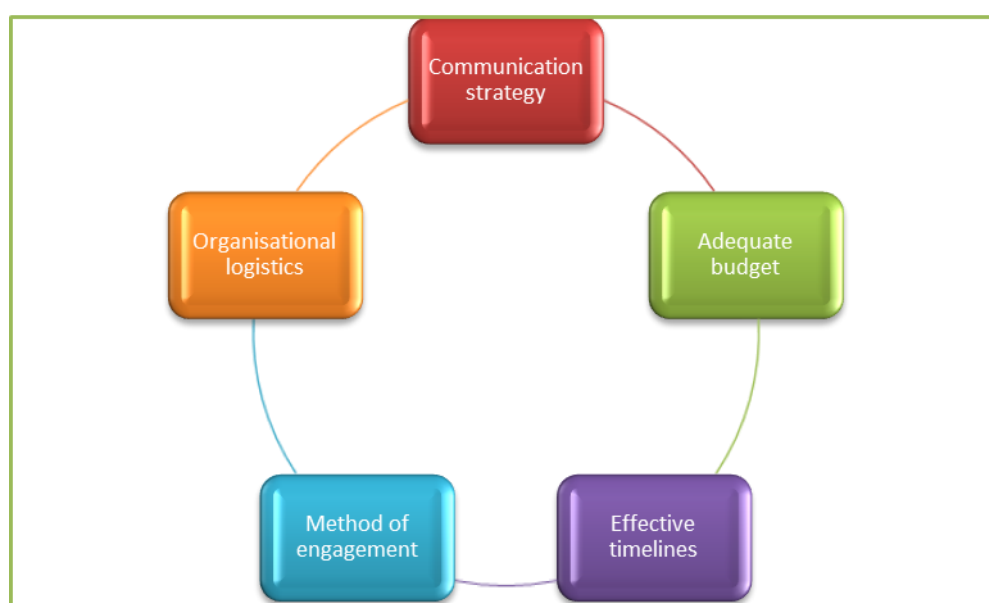 Communication
strategy
Organisational
logistics
Adequate
budget
Method of
engagement
Effective
timelines